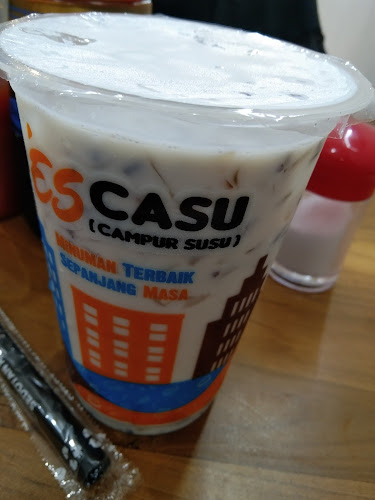 ES CASU
(CAMPUR SUSU)
MINUMAN TERBAIK
SEPANJANG MASA